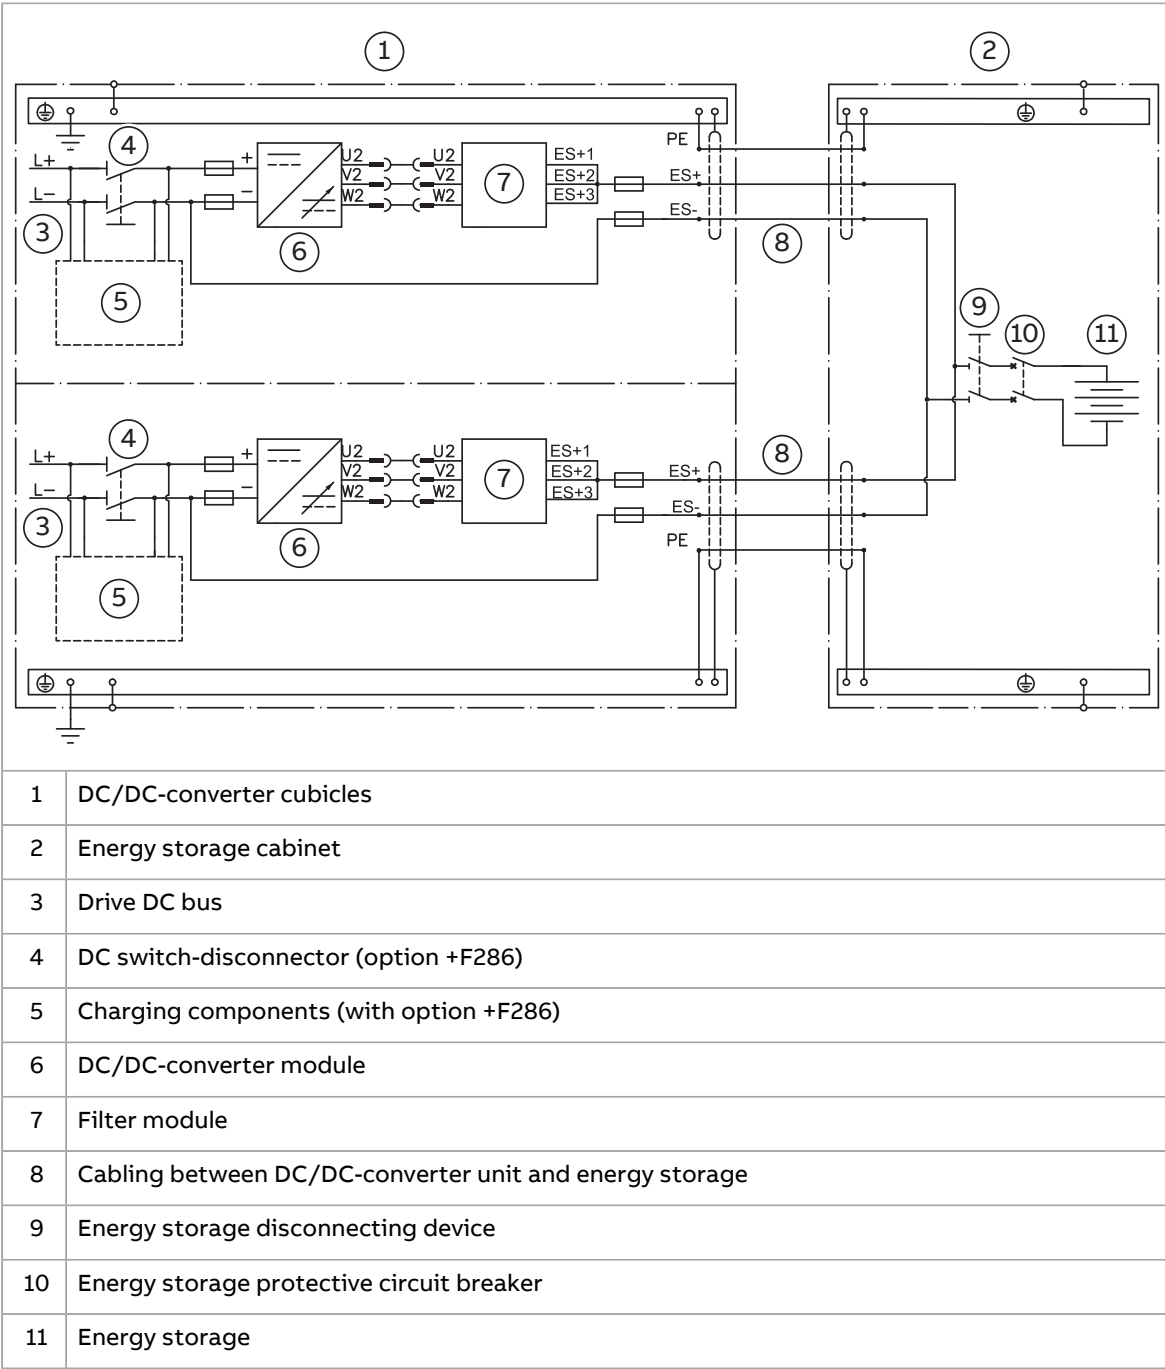 1 2
PE
4
L+ + U2 U2 ES+1
V2 V2 ES+2 ES+
L− − W2 W2 ES+3
7
ES-
3 6 8
5
9 10 11
4
L+ + U2 U2 ES+1 8
V2 V2 ES+2 ES+
L− − W2 W2 ES+3
7
ES-
3 6 PE
5
1 DC/DC-converter cubicles
2 Energy storage cabinet
3 Drive DC bus
4 DC switch-disconnector (option +F286)
5 Charging components (with option +F286)
6 DC/DC-converter module
7 Filter module
8 Cabling between DC/DC-converter unit and energy storage
9 Energy storage disconnecting device
10 Energy storage protective circuit breaker
11 Energy storage